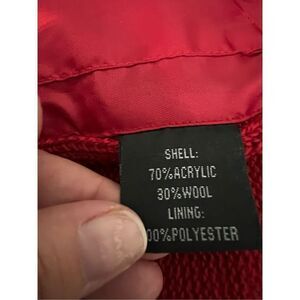 SHELL:
70%ACRYLIC
30%WOOL
LINING:
00%POLYESTER